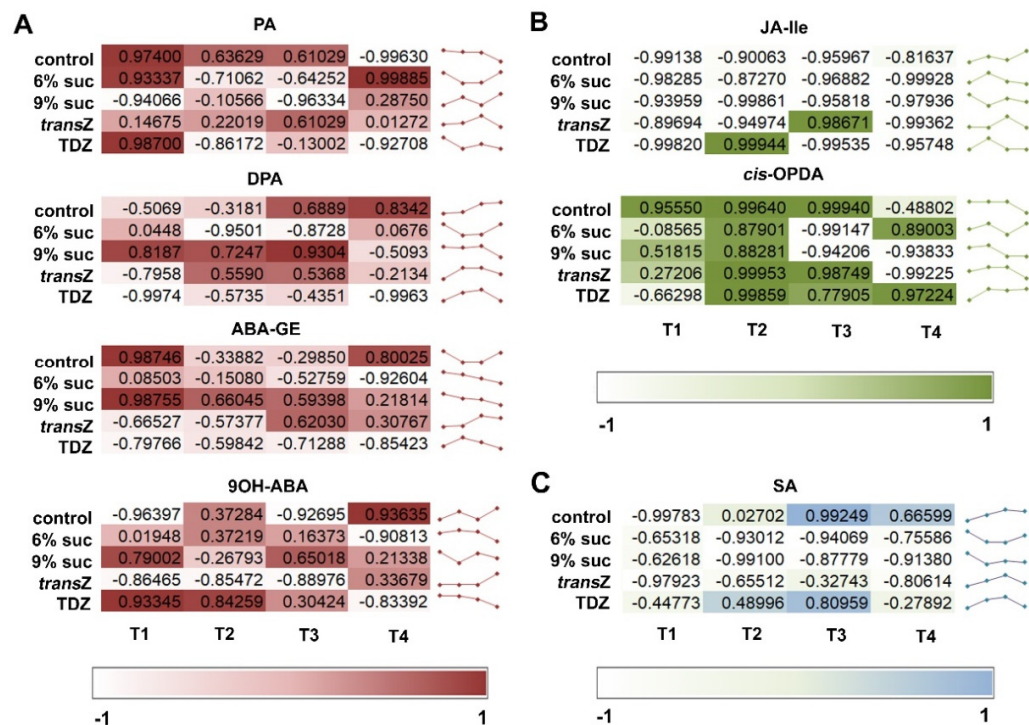 A
PA
control 0.97400 0.63629 0.61029 -0.99630
6% suc 0.93337 -0.71062 -0.64252 0.99885
9% suc -0.94066 -0.10566 -0.96334 0.28750
transZ 0.14675 0.22019 0.61029 0.01272
TDZ 0.98700 -0.86172 -0.13002 -0.92708
DPA
control -0.5069 -0.3181 0.6889 0.8342
6% suc 0.0448 -0.9501 -0.8728 0.0676
9% suc 0.8187 0.7247 0.9304 -0.5093
transZ -0.7958 0.5590 0.5368 -0.2134
TDZ -0.9974 -0.5735 -0.4351 -0.9963
ABA-GE
control 0.98746 -0.33882 -0.29850 0.80025
6% suc 0.08503 -0.15080 -0.52759 -0.92604
9% suc 0.98755 0.66045 0.59398 0.21814
transZ -0.66527 -0.57377 0.62030 0.30767
TDZ -0.79766 -0.59842 -0.71288 -0.85423
9OH-ABA
control -0.96397 0.37284 -0.92695 0.93635
6% suc 0.01948 0.37219 0.16373 -0.90813
9% suc 0.79002 -0.26793 0.65018 0.21338
transZ -0.86465 -0.85472 -0.88976 0.33679
TDZ 0.93345 0.84259 0.30424 -0.83392
T1 T2 T3 T4
-1 1
B
JA-Ile
-0.99138 -0.90063 -0.95967 -0.81637
-0.98285 -0.87270 -0.96882 -0.99928
-0.93959 -0.99861 -0.95818 -0.97936
-0.89694 -0.94974 0.98671 -0.99362
-0.99820 0.99944 -0.99535 -0.95748
control
6% suc
9% suc
transZ
TDZ
cis-OPDA
control 0.95550 0.99640 0.99940 -0.48802
6% suc -0.08565 0.87901 -0.99147 0.89003
9% suc 0.51815 0.88281 -0.94206 -0.93833
transZ 0.27206 0.99953 0.98749 -0.99225
TDZ -0.66298 0.99859 0.77905 0.97224
T1 T2 T3 T4
-1 1
C
SA
control -0.99783 0.02702 0.99249 0.66599
6% suc -0.65318 -0.93012 -0.94069 -0.75586
9% suc -0.62618 -0.99100 -0.87779 -0.91380
transZ -0.97923 -0.65512 -0.32743 -0.80614
TDZ -0.44773 0.48996 0.80959 -0.27892
T1 T2 T3 T4
-1 1